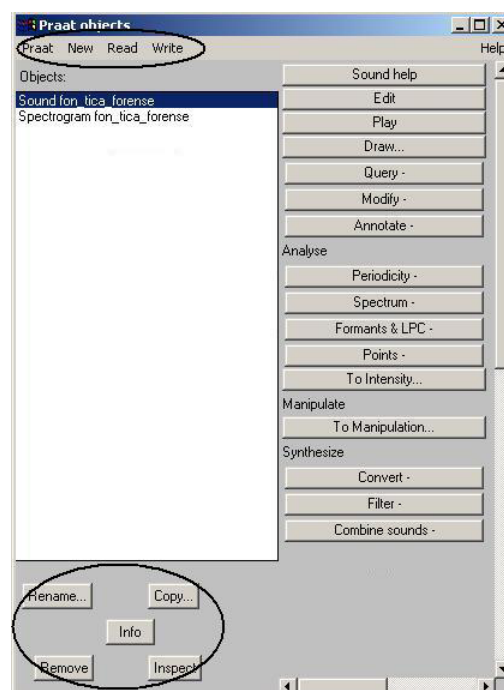 Praat objects
Praat New Read Write Help
Objects:
Sound fon_tica_forense
Spectrogram fon_tica_forense
Sound help
Edit
Play
Draw...
Query -
Modify -
Annotate -
Analyse
Periodicity -
Spectrum -
Formants & LPC -
Points -
To Intensity...
Manipulate
To Manipulation...
Synthesize
Convert -
Filter -
Combine sounds -
Rename... Copy...
Info
Remove Inspect